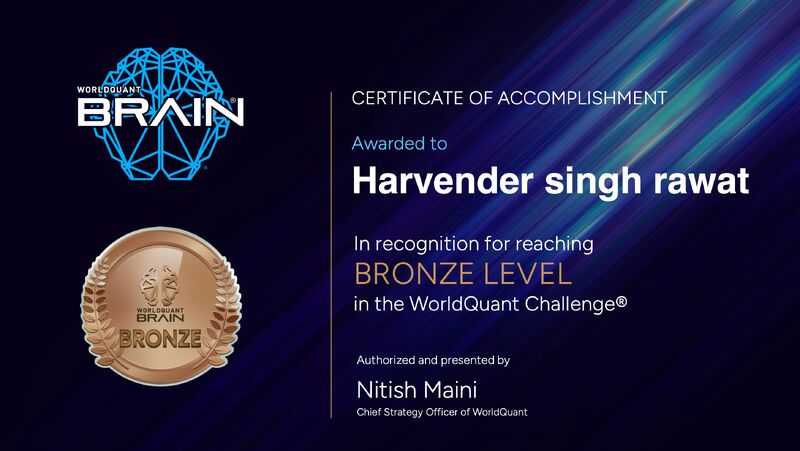 WORLDQUANT
BRAIN®
WORLDQUANT
BRAIN
BRONZE
CERTIFICATE OF ACCOMPLISHMENT
Awarded to
Harvender singh rawat
In recognition for reaching
BRONZE LEVEL
in the WorldQuant Challenge®
Authorized and presented by
Nitish Maini
Chief Strategy Officer of WorldQuant